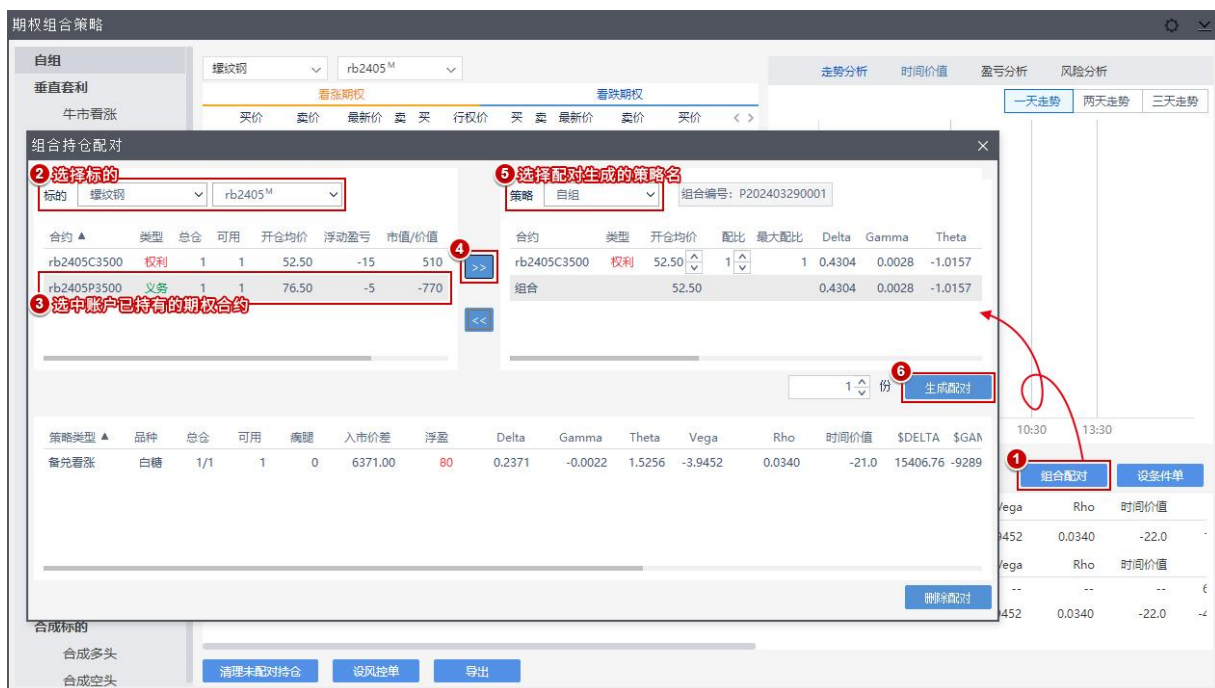 期权组合策略
自组
垂直套利
牛市看涨
螺纹钢 rb2405M
走势分析 时间价值 盈亏分析 风险分析
看涨期权 看跌期权
一天走势 两天走势 三天走势
买价 卖价 最新价 卖 买 行权价 买 卖 最新价 卖价 买价 < >
组合持仓配对 ×
2 选择标的
标的 螺纹钢 rb2405M
5 选择配对生成的策略名
策略 自组 组合编号：P202403290001
合约▲ 类型 总仓 可用 开仓均价 浮动盈亏 市值/价值
rb2405C3500 权利 1 1 52.50 -15 510
rb2405P3500 义务 1 1 76.50 -5 -770
3 选中账户已持有的期权合约
4
>>
<<
合约 类型 开仓均价 配比 最大配比 Delta Gamma Theta
rb2405C3500 权利 52.50 1 1 0.4304 0.0028 -1.0157
组合 52.50 0.4304 0.0028 -1.0157
1 份
6
生成配对
策略类型▲ 品种 总仓 可用 瘸腿 入市价差 浮盈 Delta Gamma Theta Vega Rho 时间价值 $DELTA $GAM
备兑看涨 白糖 1/1 1 0 6371.00 80 0.2371 -0.0022 1.5256 -3.9452 0.0340 -21.0 15406.76 -9289
删除配对
10:30 13:30
1
组合配对 设条件单
Vega Rho 时间价值
9452 0.0340 -22.0
Vega Rho 时间价值
-- -- --
9452 0.0340 -22.0
合成标的
合成多头
合成空头
清理未配对持仓 设风控单 导出